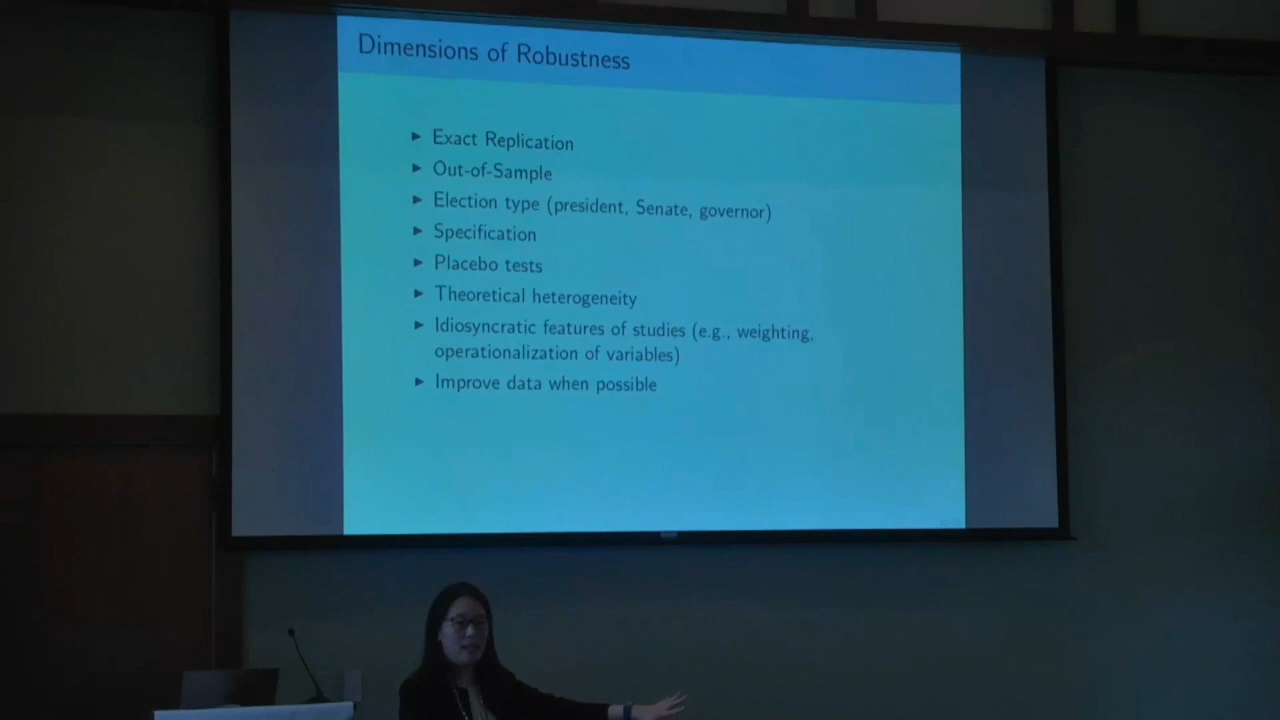 Dimensions of Robustness
▶ Exact Replication
▶ Out-of-Sample
▶ Election type (president, Senate, governor)
▶ Specification
▶ Placebo tests
▶ Theoretical heterogeneity
▶ Idiosyncratic features of studies (e.g., weighting,
operationalization of variables)
▶ Improve data when possible